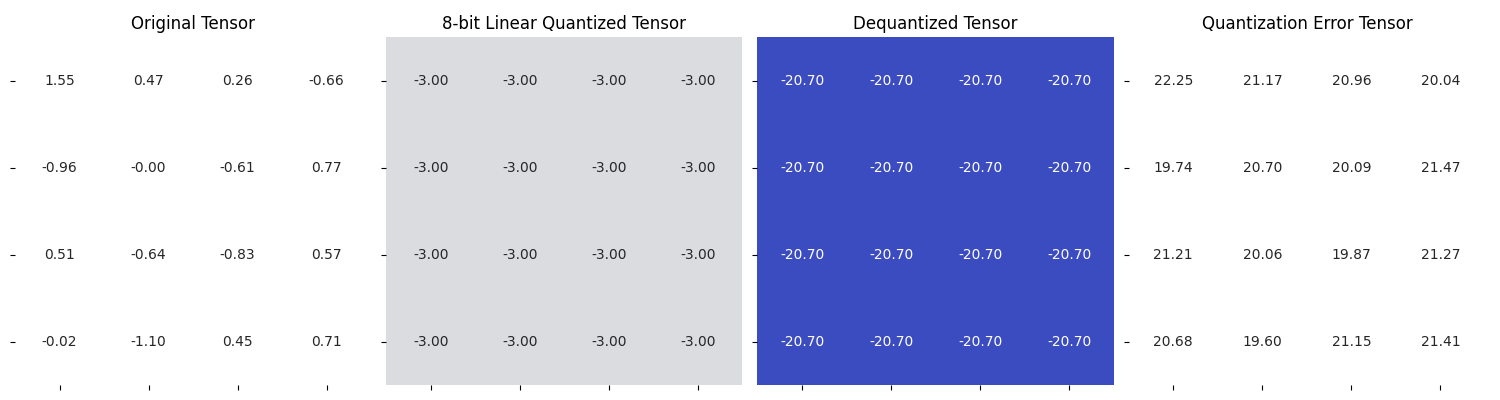 Original Tensor 8-bit Linear Quantized Tensor Dequantized Tensor Quantization Error Tensor
1.55 0.47 0.26 -0.66 -3.00 -3.00 -3.00 -3.00 -20.70 -20.70 -20.70 -20.70 22.25 21.17 20.96 20.04
-0.96 -0.00 -0.61 0.77 -3.00 -3.00 -3.00 -3.00 -20.70 -20.70 -20.70 -20.70 19.74 20.70 20.09 21.47
0.51 -0.64 -0.83 0.57 -3.00 -3.00 -3.00 -3.00 -20.70 -20.70 -20.70 -20.70 21.21 20.06 19.87 21.27
-0.02 -1.10 0.45 0.71 -3.00 -3.00 -3.00 -3.00 -20.70 -20.70 -20.70 -20.70 20.68 19.60 21.15 21.41